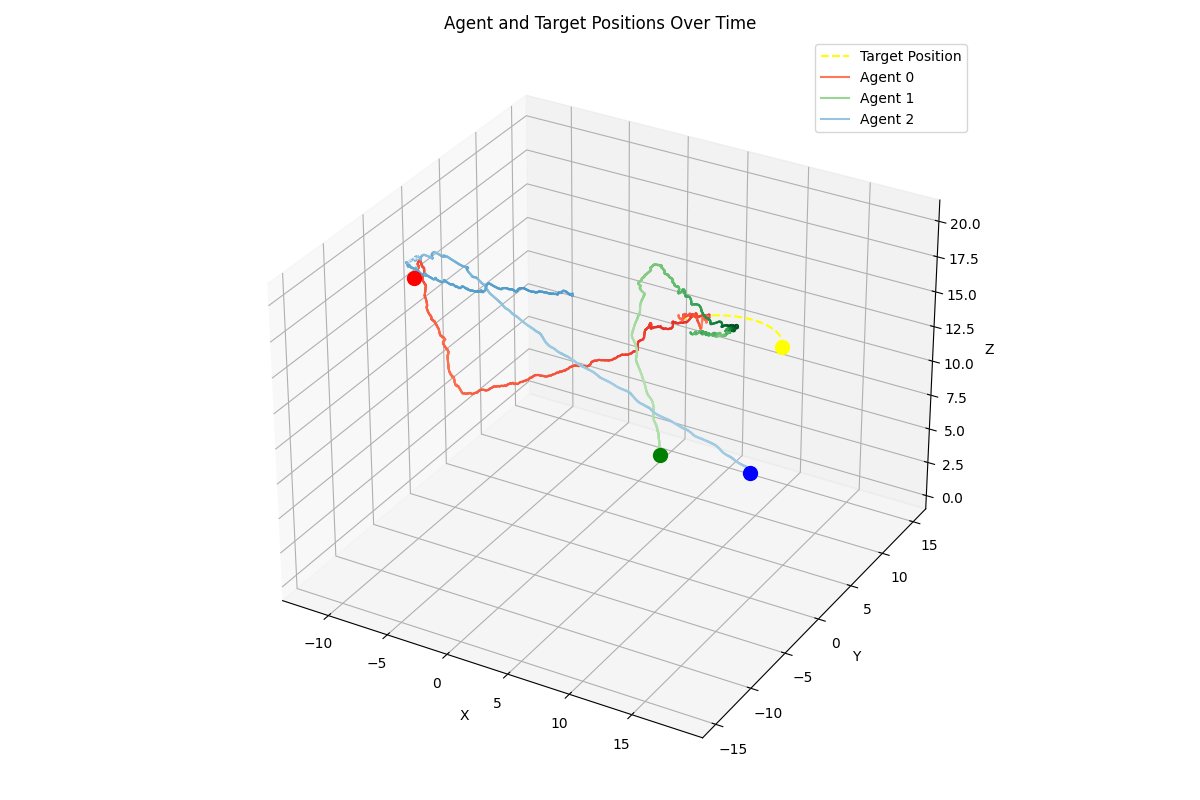 Agent and Target Positions Over Time
Target Position
Agent 0
Agent 1
Agent 2
20.0
17.5
15.0
12.5
10.0
7.5
5.0
2.5
0.0
Z
15
10
5
0
−5
−10
−15
Y
−10
−5
0
5
10
15
X